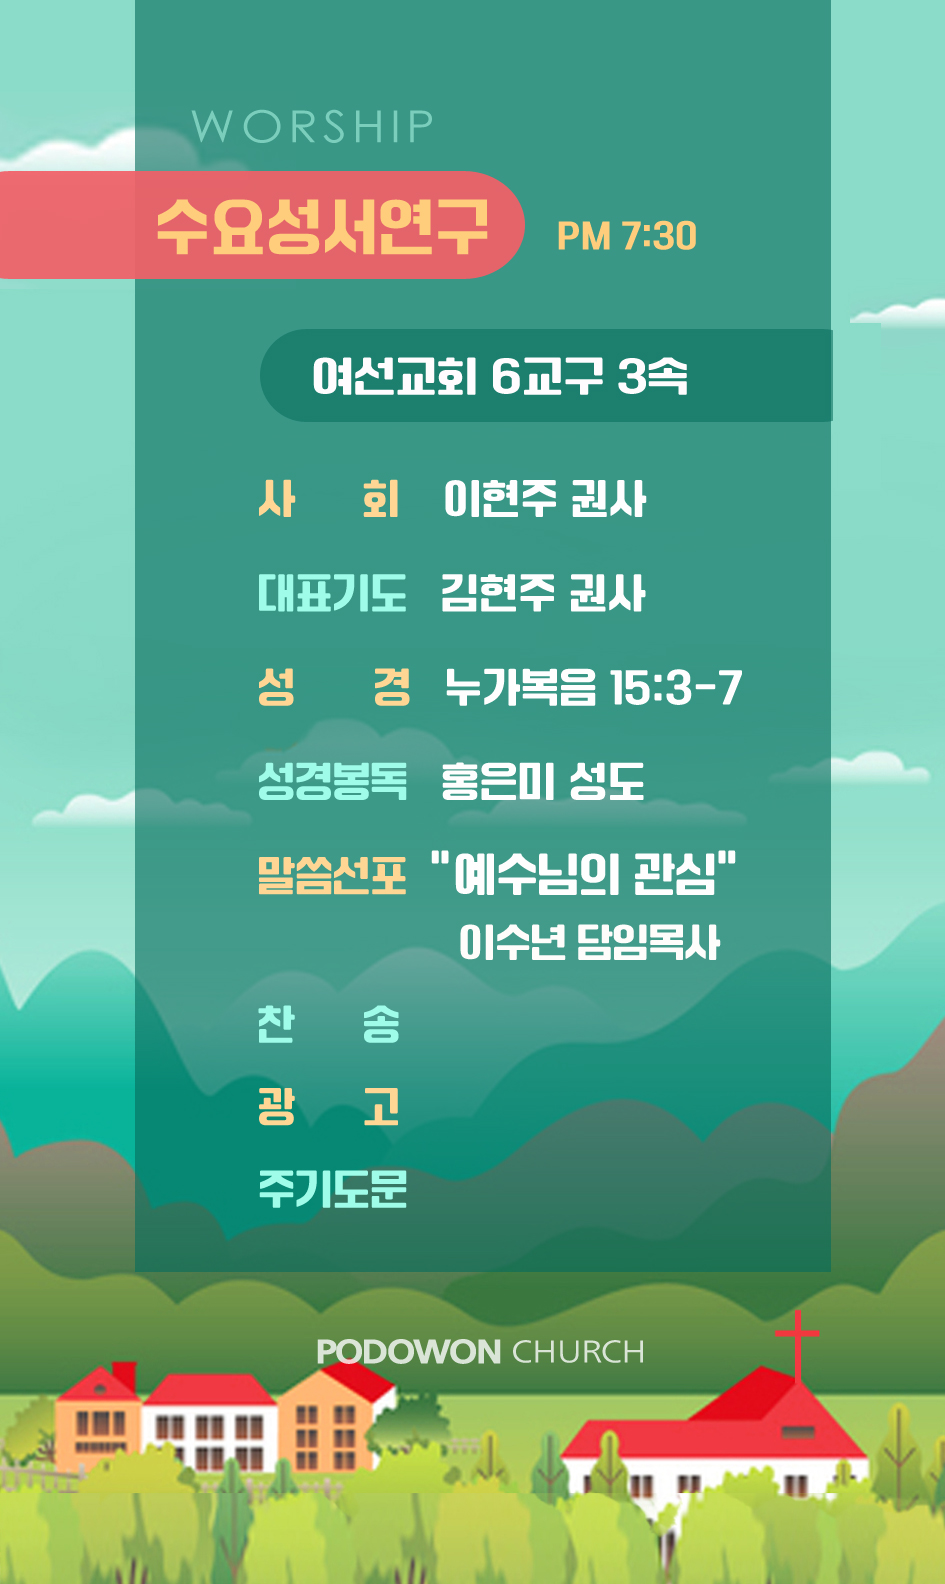 WORSHIP
수요성서연구 PM 7:30
여선교회 6교구 3속
사 회 이현주 권사
대표기도 김현주 권사
성 경 누가복음 15:3-7
성경봉독 홍은미 성도
말씀선포 "예수님의 관심"
이수년 담임목사
찬 송
광 고
주기도문
PODOWON CHURCH